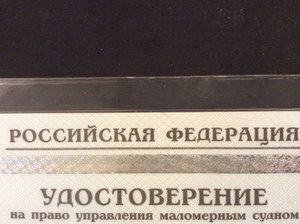 РОССИЙСКАЯ ФЕДЕРАЦИЯ
УДОСТОВЕРЕНИЕ
на право управления маломерным судном